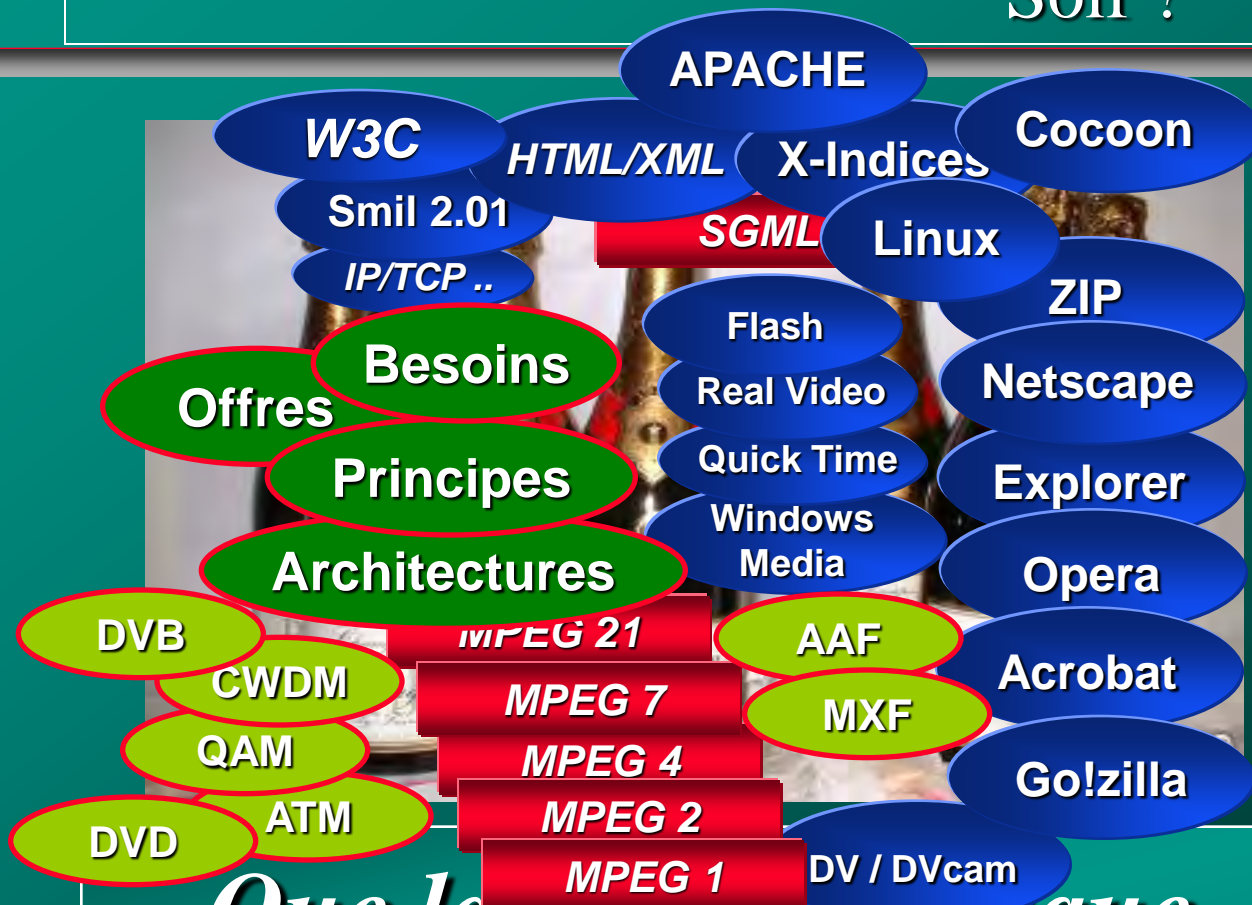 Son ?
APACHE
W3C
HTML/XML
X-Indices
Cocoon
Smil 2.01
SGML
Linux
IP/TCP ..
ZIP
Flash
Besoins
Offres
Real Video
Netscape
Principes
Quick Time
Explorer
Windows
Media
Architectures
Opera
DVB
MPEG 21
AAF
CWDM
MPEG 7
MXF
Acrobat
QAM
MPEG 4
Go!zilla
ATM
MPEG 2
DVD
MPEG 1
DV / DVcam
Que